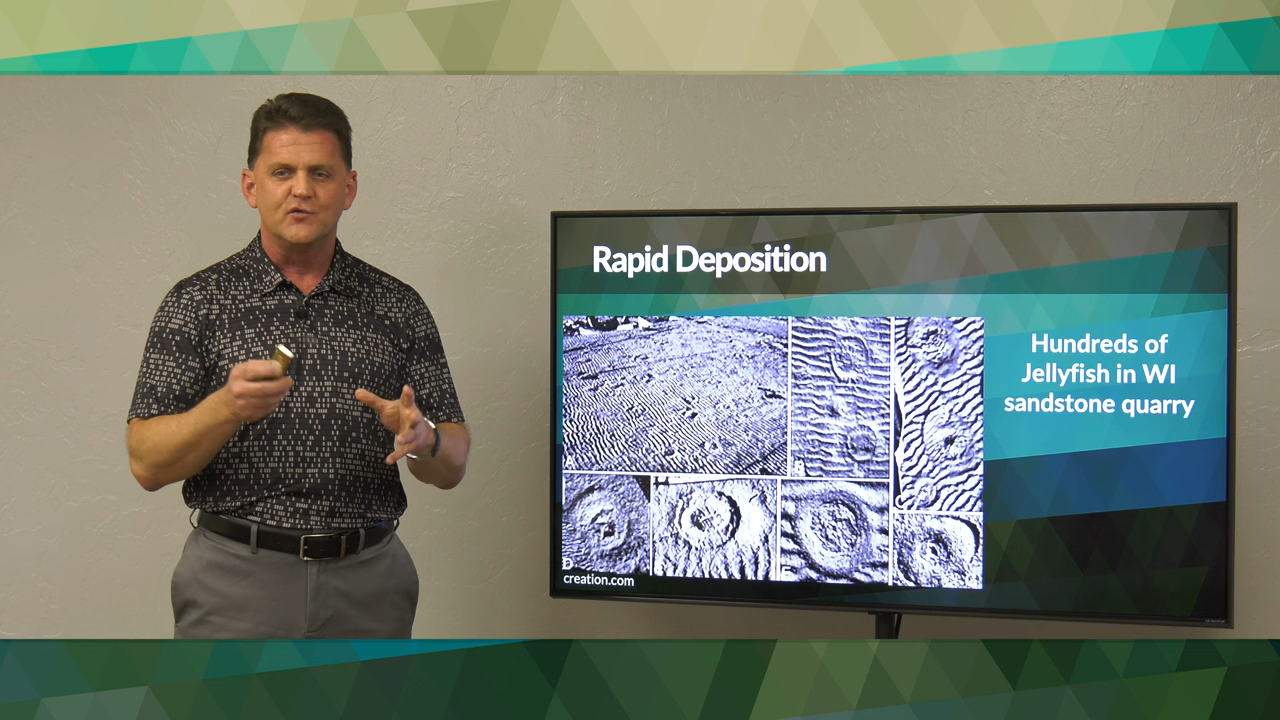 Rapid Deposition
Hundreds of
Jellyfish in WI
sandstone quarry
D
creation.com